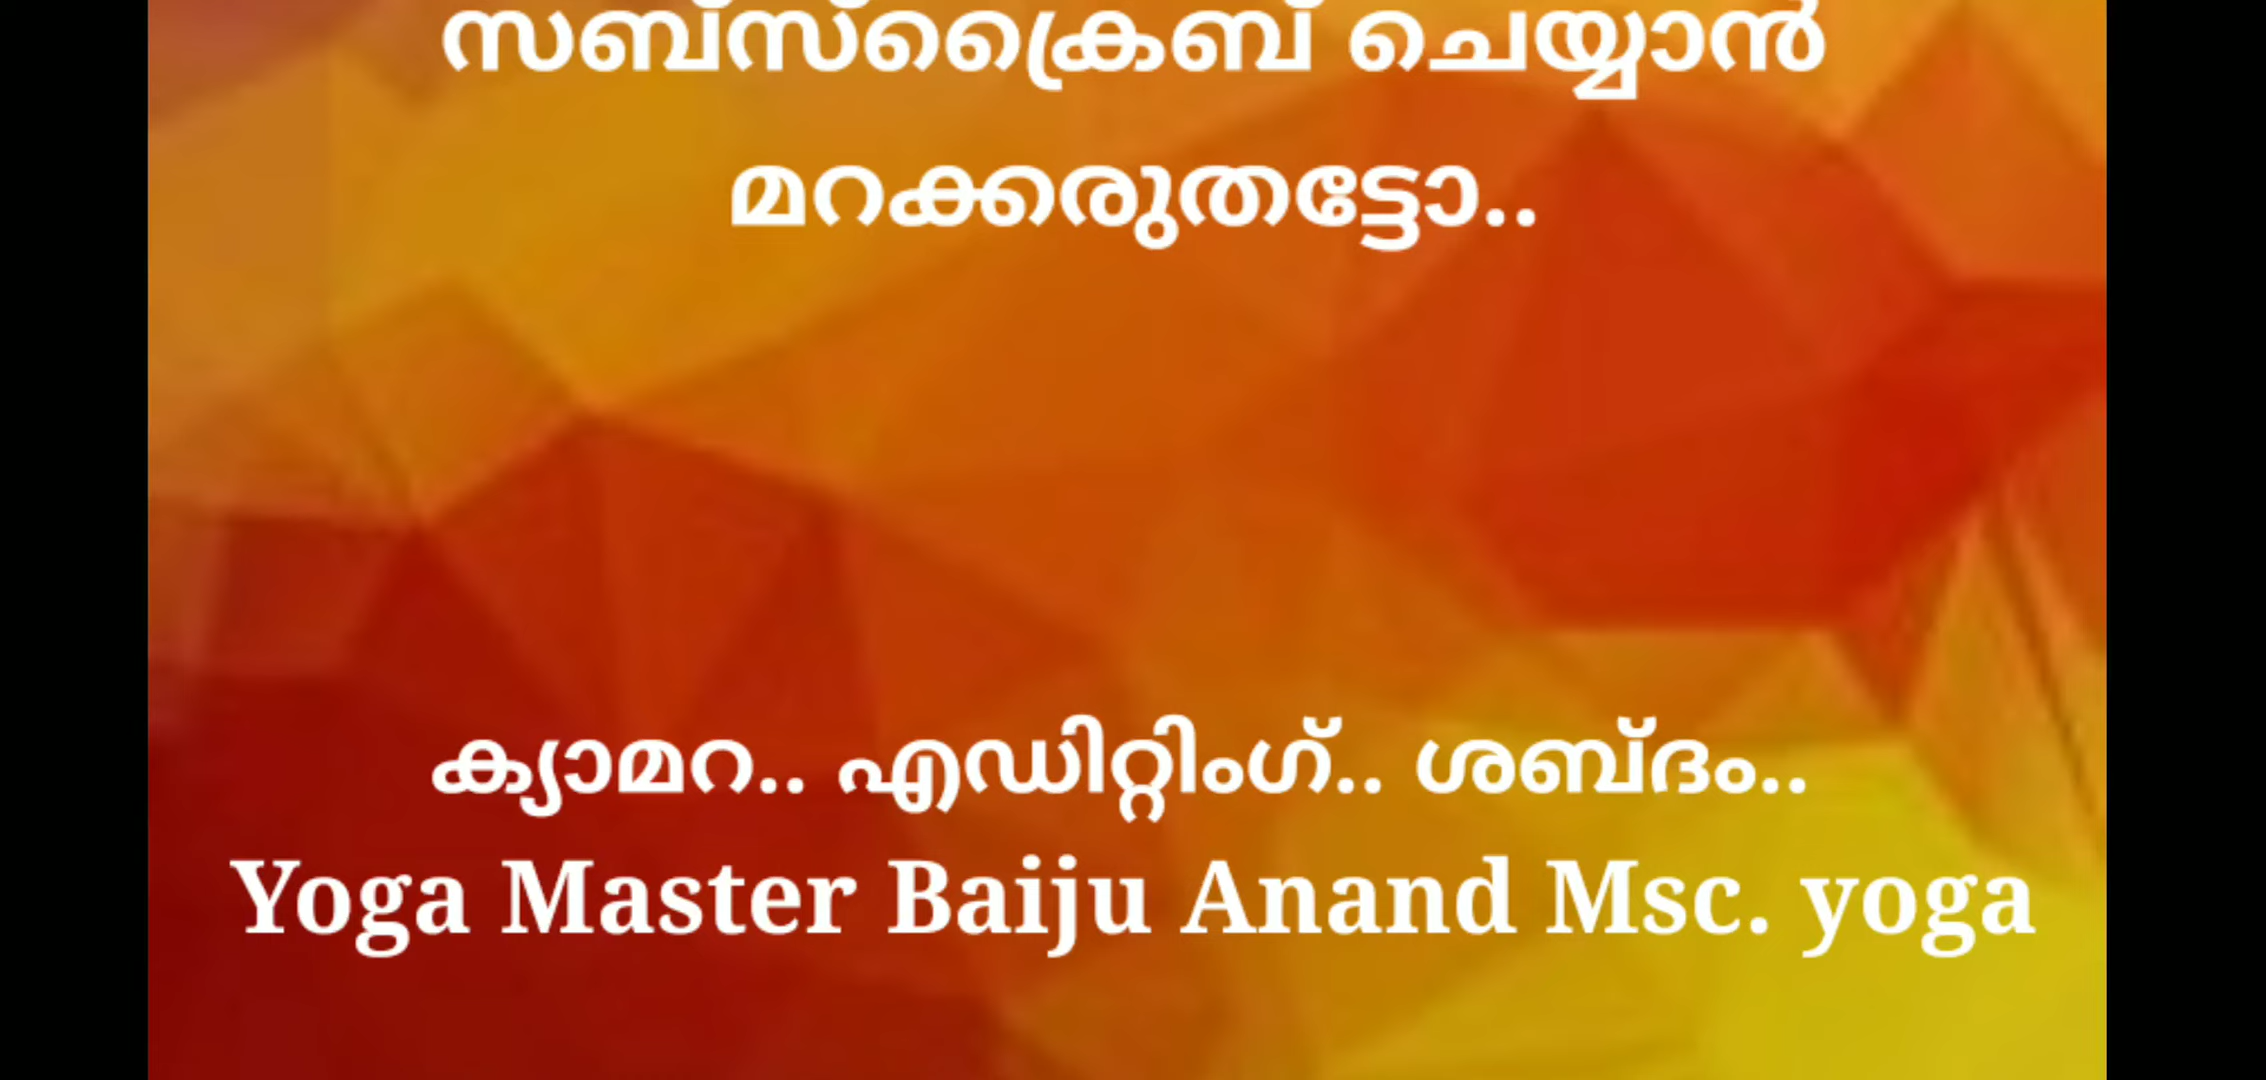 സബ്സ്ക്രൈബ് ചെയ്യാൻ
മറക്കരുതട്ടോ..
ക്യാമറ.. എഡിറ്റിംഗ്.. ശബ്ദം..
Yoga Master Baiju Anand Msc. yoga